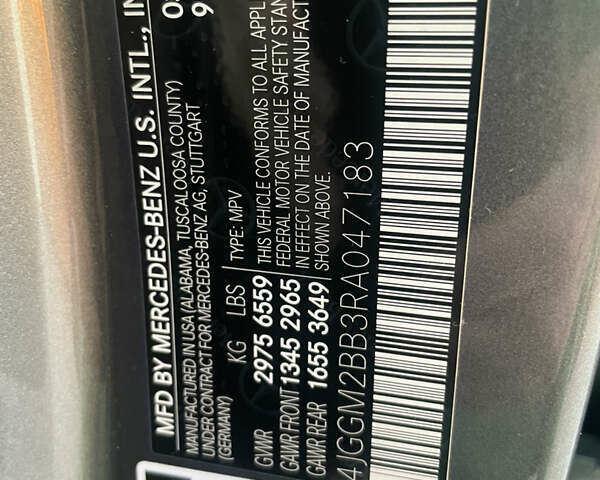 MFD BY MERCEDES-BENZ U.S. INTL., IN
MANUFACTURED IN USA (ALABAMA, TUSCALOOSA COUNTY)
UNDER CONTRACT FOR MERCEDES-BENZ AG, STUTTGART
(GERMANY)
KG LBS TYPE: MPV
GVWR 2975 6559 THIS VEHICLE CONFORMS TO ALL APPL
GAWR FRONT 1345 2965 FEDERAL MOTOR VEHICLE SAFETY STAN
GAWR REAR 1655 3649 IN EFFECT ON THE DATE OF MANUFACT
SHOWN ABOVE.
4JGGM2BB3RA047183